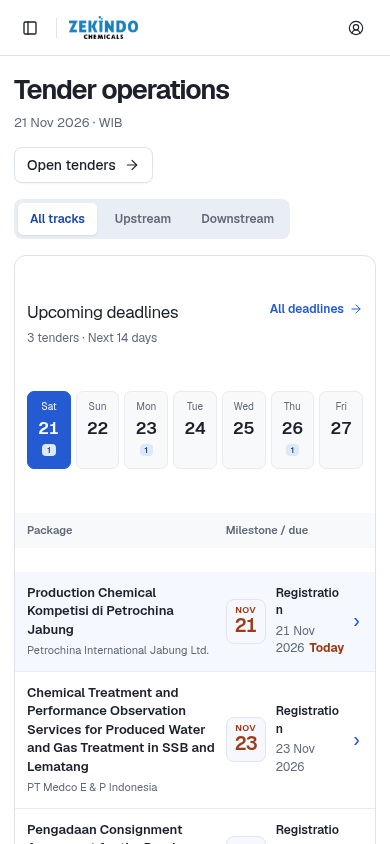 ZEKINDO
CHEMICALS
Tender operations
21 Nov 2026 · WIB
Open tenders →
All tracks
Upstream
Downstream
Upcoming deadlines
All deadlines →
3 tenders · Next 14 days
Sat
21
1
Sun
22
Mon
23
1
Tue
24
Wed
25
Thu
26
1
Fri
27
Package
Milestone / due
Production Chemical
Kompetisi di Petrochina
Jabung
Petrochina International Jabung Ltd.
NOV
21
Registratio
n
21 Nov
2026 Today
Chemical Treatment and
Performance Observation
Services for Produced Water
and Gas Treatment in SSB and
Lematang
PT Medco E & P Indonesia
NOV
23
Registratio
n
23 Nov
2026
Pengadaan Consignment
Registratio